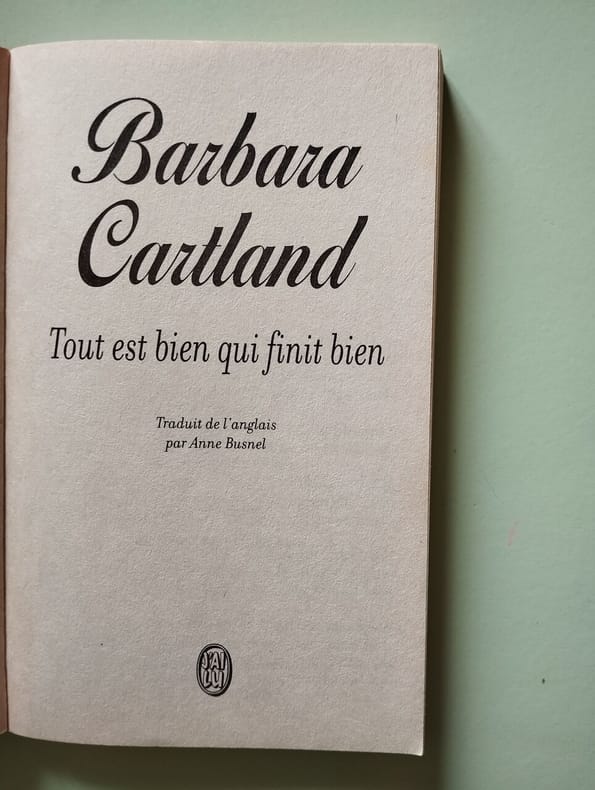 Barbara
Cartland
Tout est bien qui finit bien
Traduit de l'anglais
par Anne Busnel
J'AI
LU